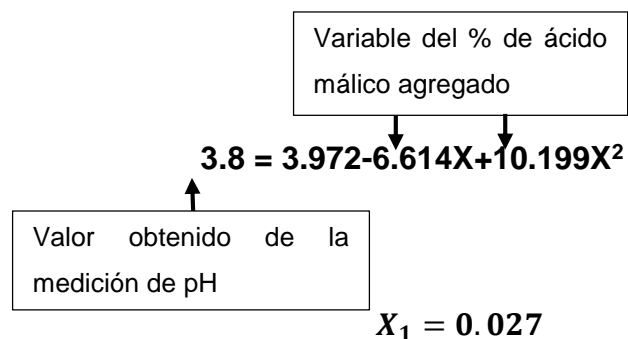 Variable del % de ácido
málico agregado
3.8 = 3.972-6.614X+10.199X²
Valor obtenido de la
medición de pH
X₁ = 0.027